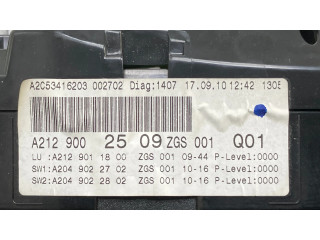 A2C53416203 002702 Diag:1407 17.09.10 12:42 1305
A212 900 25 09 ZGS 001 Q01
LU :A212 901 18 00 ZGS 001 09-44 P-Level:0000
SW1:A204 902 27 02 ZGS 001 10-16 P-Level:0000
SW2:A204 902 28 02 ZGS 001 10-16 P-Level:0000